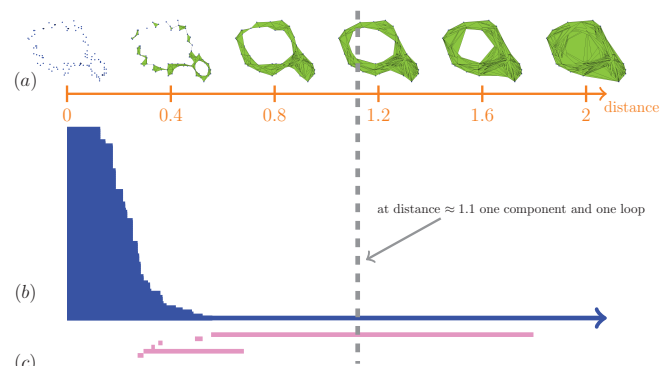 (a)
0 0.4 0.8 1.2 1.6 2 distance
at distance ≈ 1.1 one component and one loop
(b)
(c)